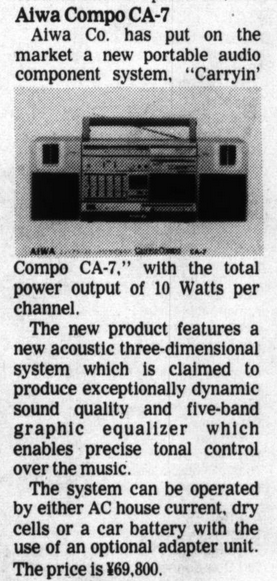 Aiwa Compo CA-7
Aiwa Co. has put on the
market a new portable audio
component system, “Carryin’
AIWA
Carryin' Compo
CA-7
Compo CA-7,” with the total
power output of 10 Watts per
channel.
The new product features a
new acoustic three-dimensional
system which is claimed to
produce exceptionally dynamic
sound quality and five-band
graphic equalizer which
enables precise tonal control
over the music.
The system can be operated
by either AC house current, dry
cells or a car battery with the
use of an optional adapter unit.
The price is ¥69,800.